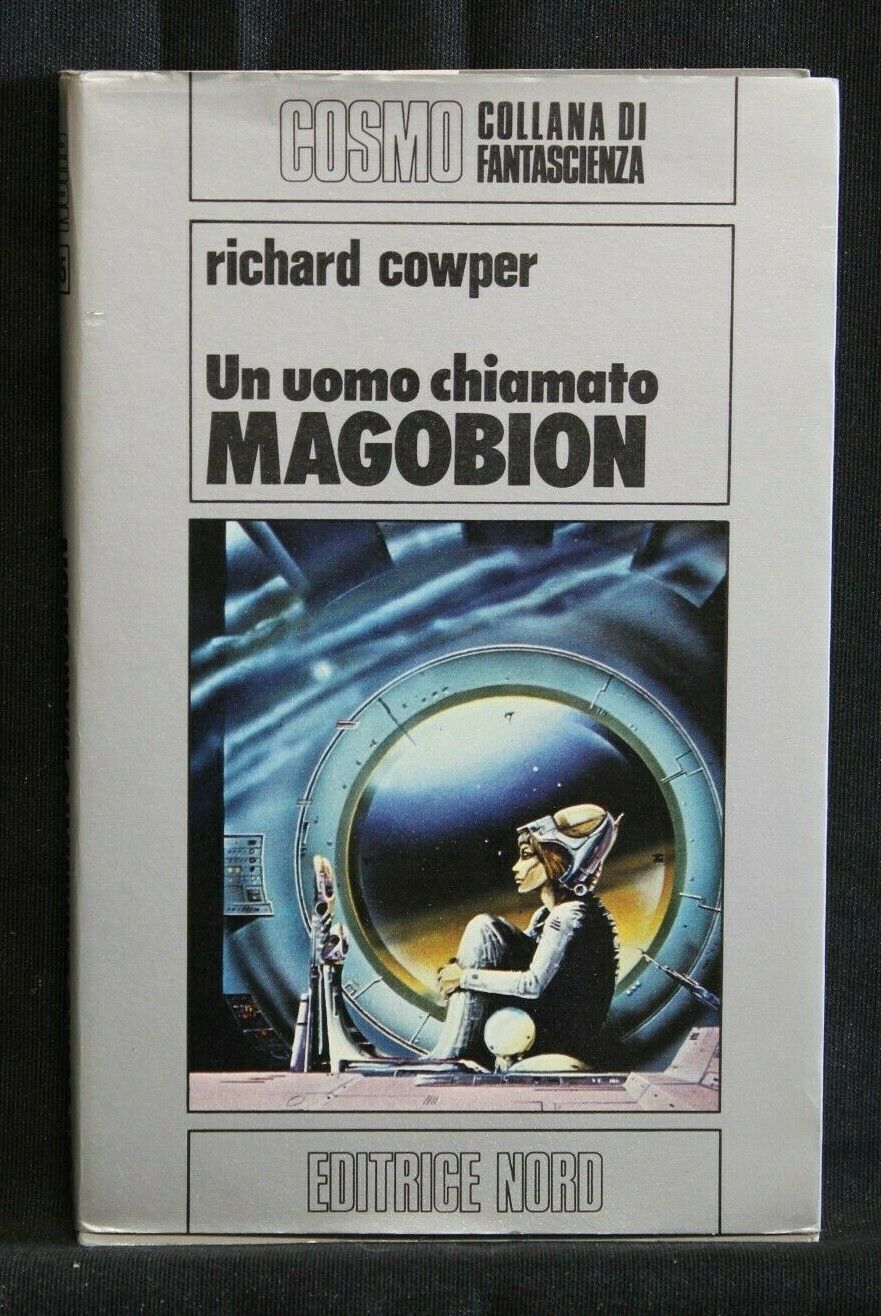 COSMO COLLANA DI
FANTASCIENZA
richard cowper
Un uomo chiamato
MAGOBION
EDITRICE NORD